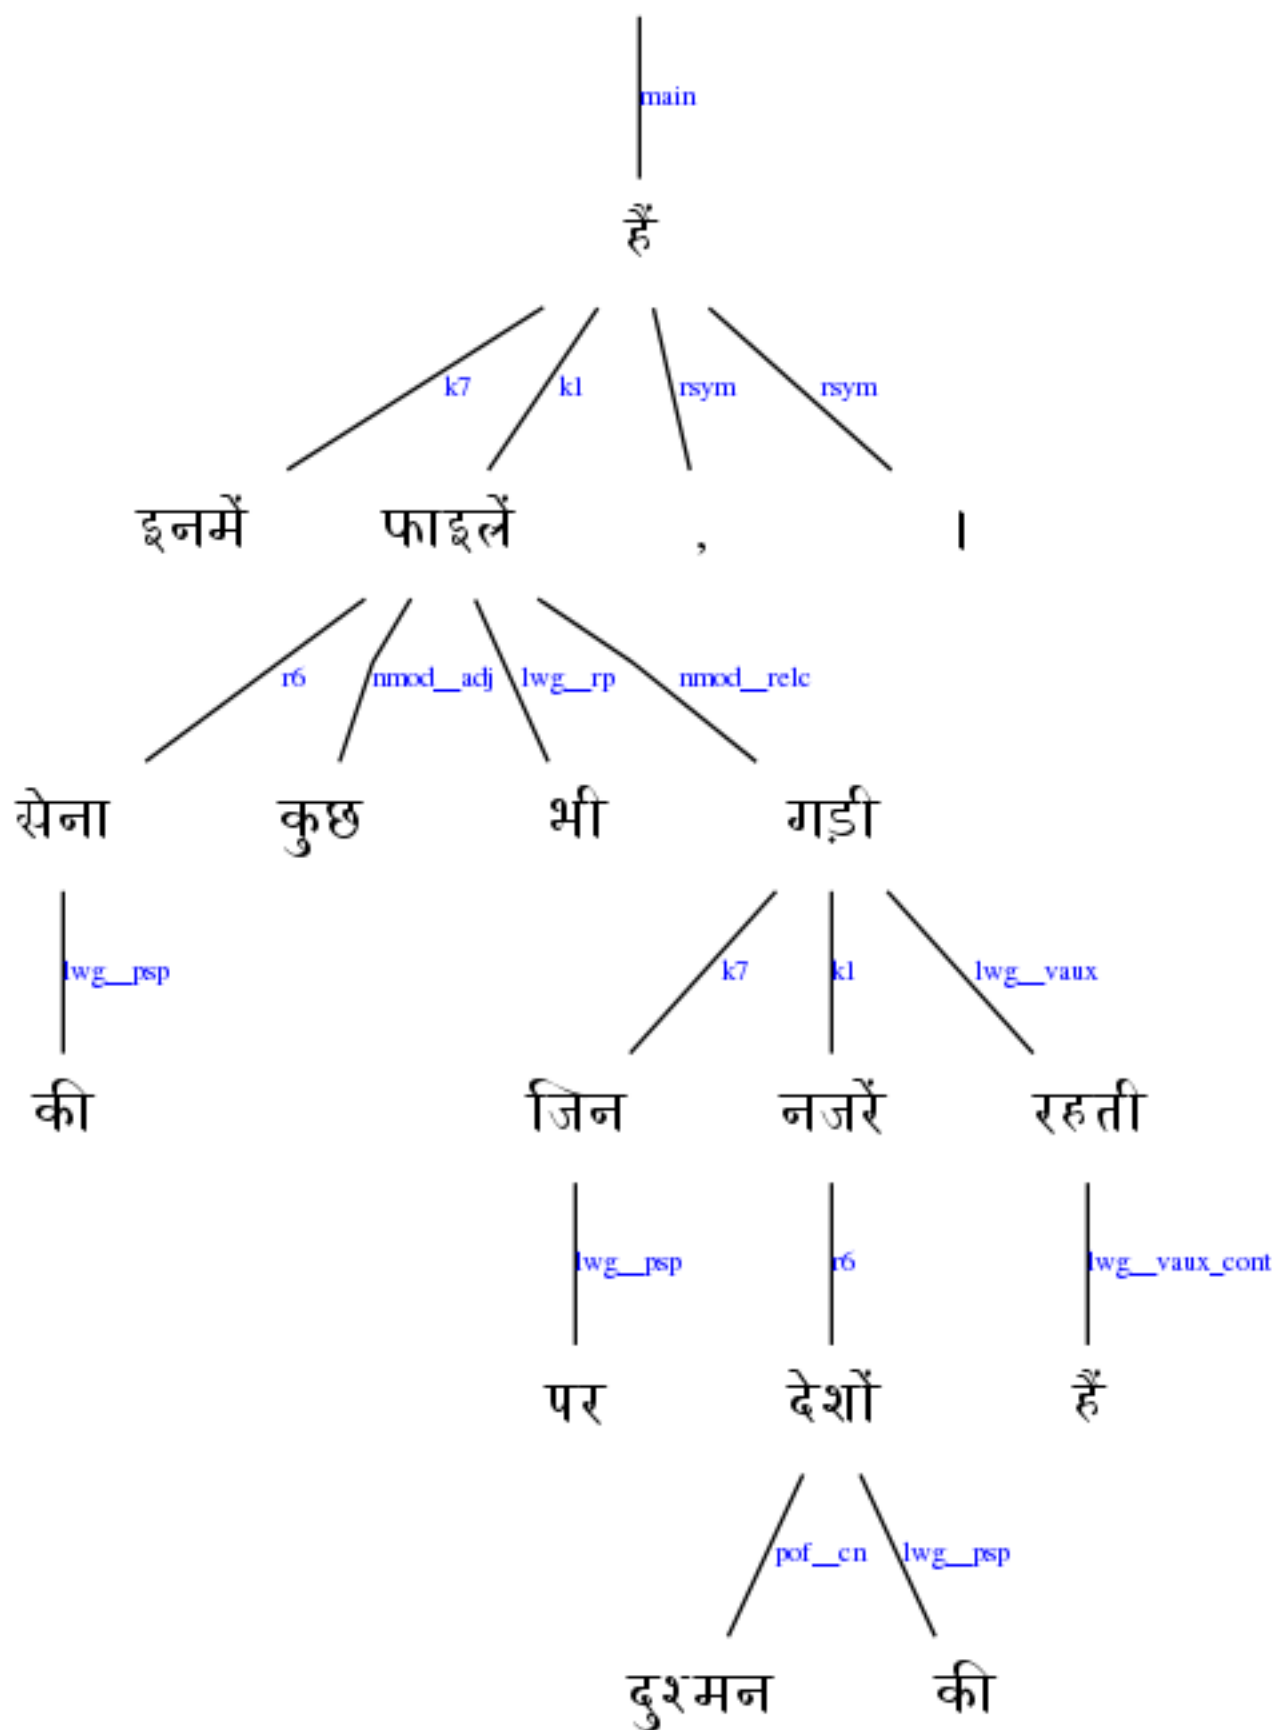 main
हैं
k7 k1 rsym rsym
इनमें फाइलें , ।
r6 nmod__adj lwg__rp nmod__relc
सेना कुछ भी गड़ी
lwg__psp k7 k1 lwg__vaux
की जिन नजरें रहती
lwg__psp r6 lwg__vaux_cont
पर देशों हैं
pof__cn lwg__psp
दुश्मन की